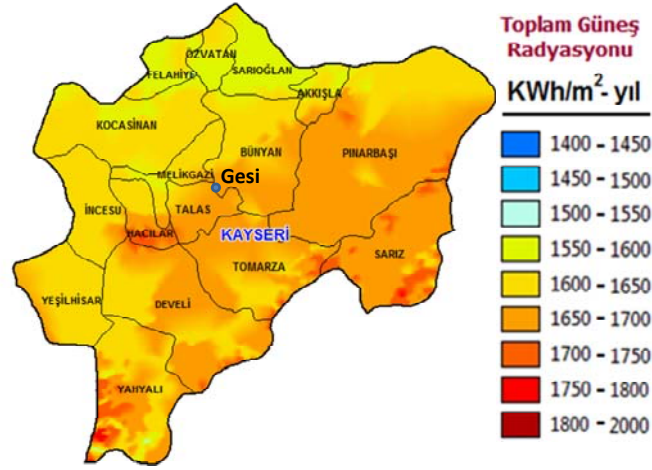 ÖZVATAN
FELAHİYE
SARIOĞLAN
AKKIŞLA
KOCASİNAN
BÜNYAN
PINARBAŞI
MELİKGAZİ
Gesi
İNCESU
TALAS
HACILAR
KAYSERİ
SARIZ
TOMARZA
YEŞİLHİSAR
DEVELİ
YAHYALI
Toplam Güneş
Radyasyonu
KWh/m²- yıl
1400 - 1450
1450 - 1500
1500 - 1550
1550 - 1600
1600 - 1650
1650 - 1700
1700 - 1750
1750 - 1800
1800 - 2000